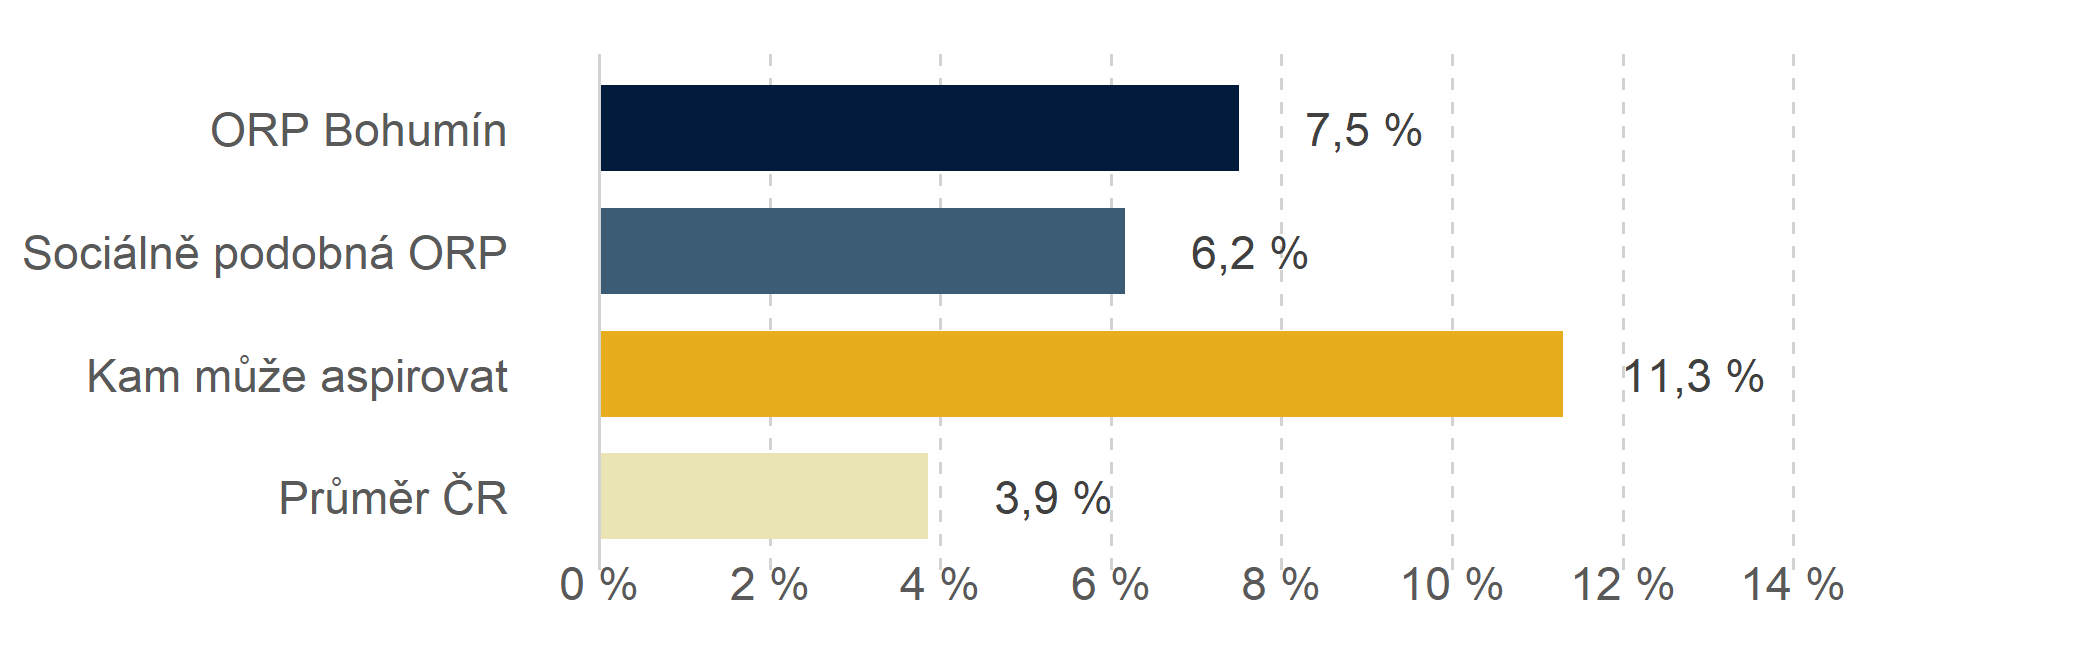 ORP Bohumín 7,5 %
Sociálně podobná ORP 6,2 %
Kam může aspirovat 11,3 %
Průměr ČR 3,9 %
0 % 2 % 4 % 6 % 8 % 10 % 12 % 14 %